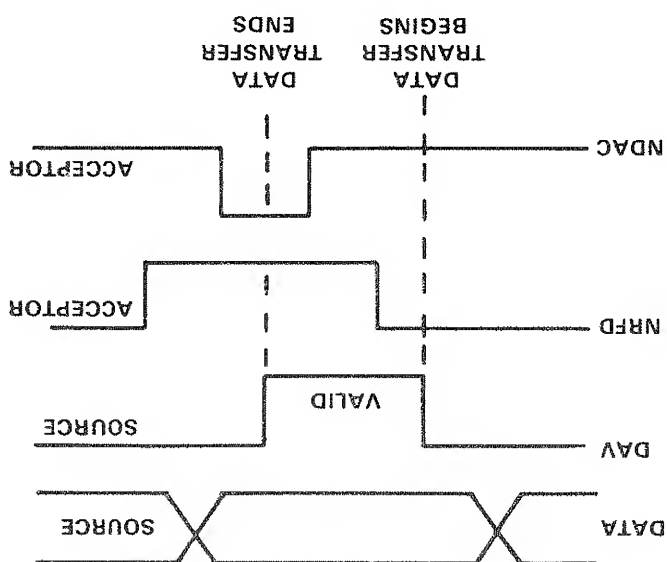 DATA
SOURCE
DAV
VALID
SOURCE
NRFD
ACCEPTOR
NDAC
ACCEPTOR
DATA
TRANSFER
BEGINS
DATA
TRANSFER
ENDS